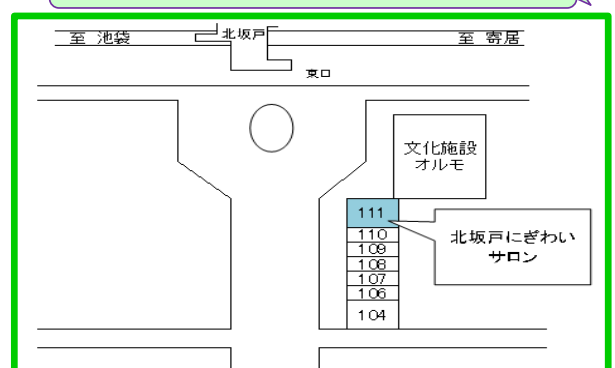 至 池袋
北坂戸
至 寄居
東口
文化施設
オルモ
111
110
109
108
107
106
104
北坂戸にぎわい
サロン